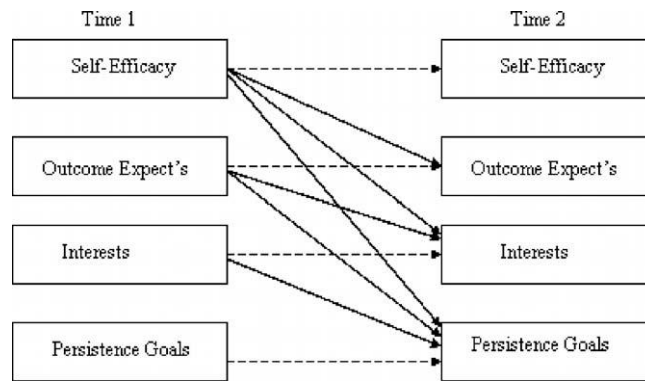 Time 1 Time 2
Self-Efficacy Self-Efficacy
Outcome Expect's Outcome Expect's
Interests Interests
Persistence Goals Persistence Goals